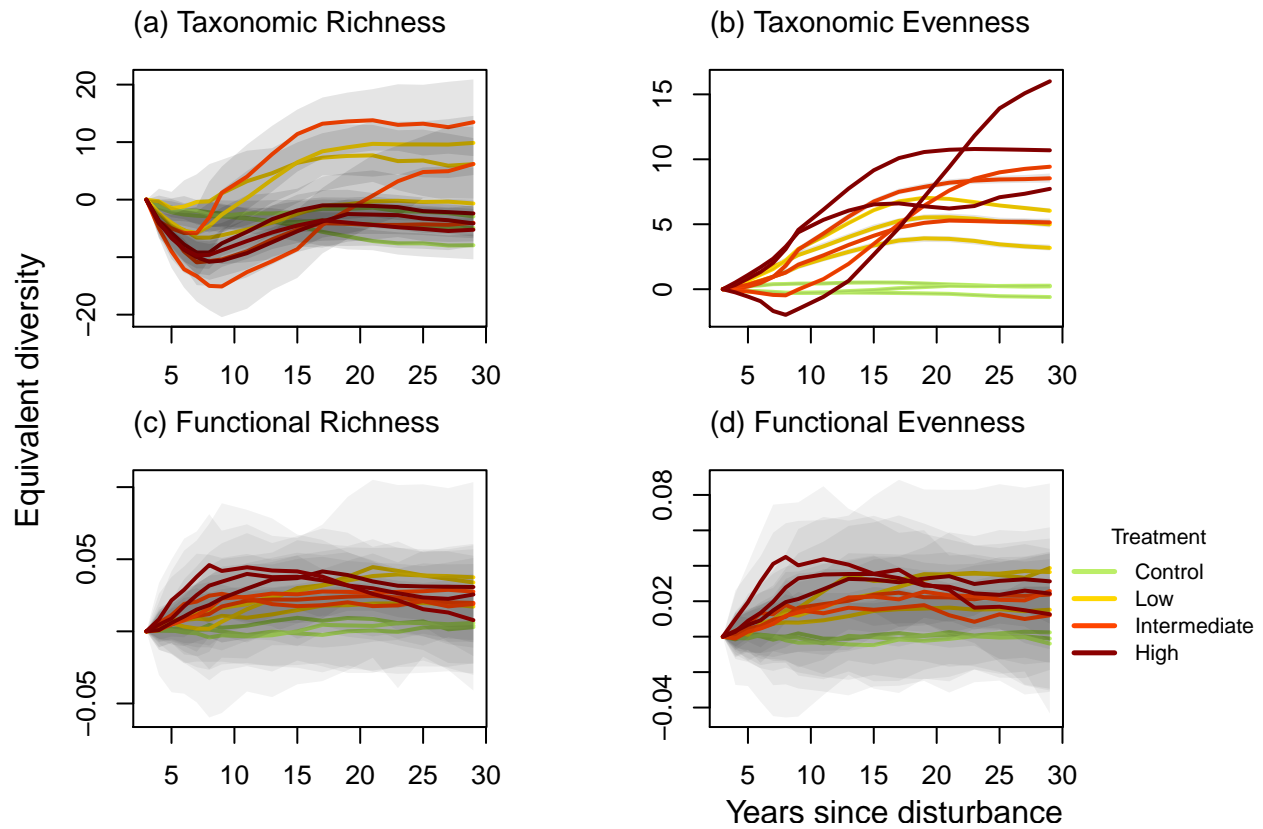 (a) Taxonomic Richness
(b) Taxonomic Evenness
20
10
0
−20
5 10 15 20 25 30
15
10
5
0
5 10 15 20 25 30
Equivalent diversity
(c) Functional Richness
(d) Functional Evenness
0.05
−0.05
5 10 15 20 25 30
0.08
0.02
−0.04
5 10 15 20 25 30
Treatment
Control
Low
Intermediate
High
Years since disturbance